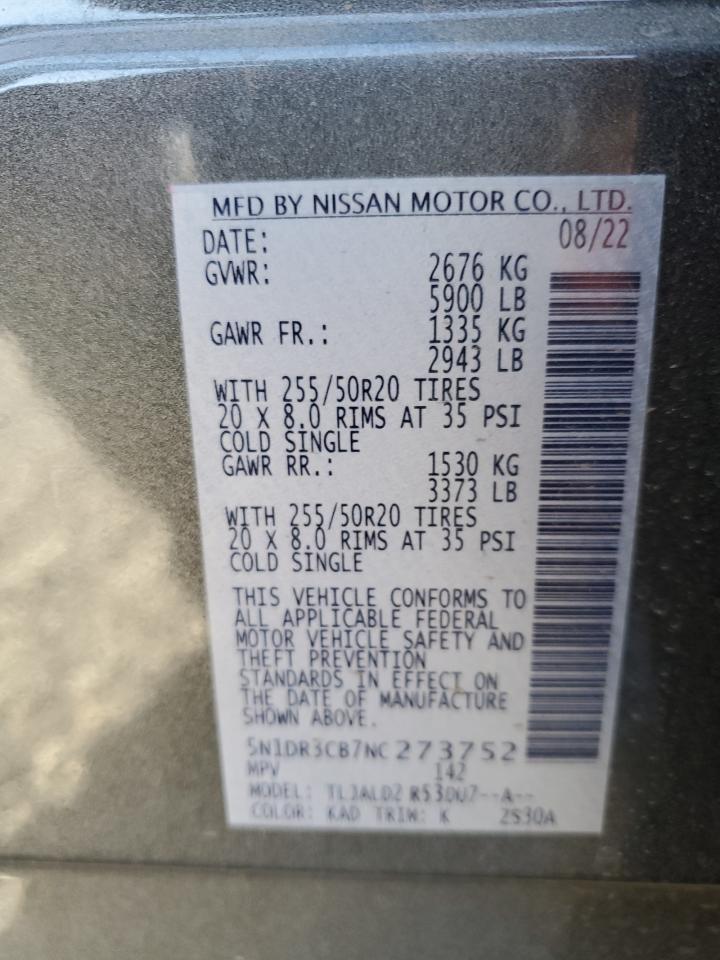 MFD BY NISSAN MOTOR CO., LTD.
DATE: 08/22
GVWR: 2676 KG
5900 LB
GAWR FR.: 1335 KG
2943 LB
WITH 255/50R20 TIRES
20 X 8.0 RIMS AT 35 PSI
COLD SINGLE
GAWR RR.: 1530 KG
3373 LB
WITH 255/50R20 TIRES
20 X 8.0 RIMS AT 35 PSI
COLD SINGLE
THIS VEHICLE CONFORMS TO
ALL APPLICABLE FEDERAL
MOTOR VEHICLE SAFETY AND
THEFT PREVENTION
STANDARDS IN EFFECT ON
THE DATE OF MANUFACTURE
SHOWN ABOVE.
5N1DR3CB7NC273752
MPV 142
MODEL:
COLOR: KAD TRIM: K 2S30A